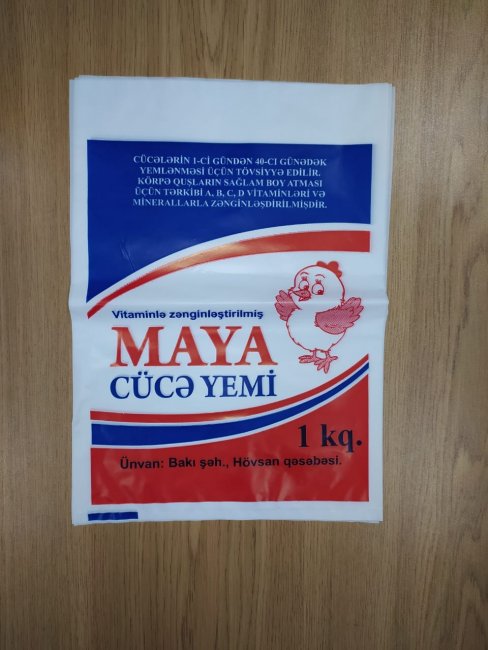 CÜCƏLƏRİN 1-Cİ GÜNDƏN 40-CI GÜNƏDƏK
YEMLƏNMƏSİ ÜÇÜN TÖVSİYYƏ EDİLİR.
KÖRPƏ QUŞLARIN SAĞLAM BOY ATMASI
ÜÇÜN TƏRKİBİ A, B, C, D VİTAMİNLƏRİ VƏ
MİNERALLARLA ZƏNGİNLƏŞDİRİLMİŞDİR.
Vitaminlə zənginləştirilmiş
MAYA
CÜCƏ YEMİ
1 kq.
Ünvan: Bakı şəh., Hövsan qəsəbəsi.